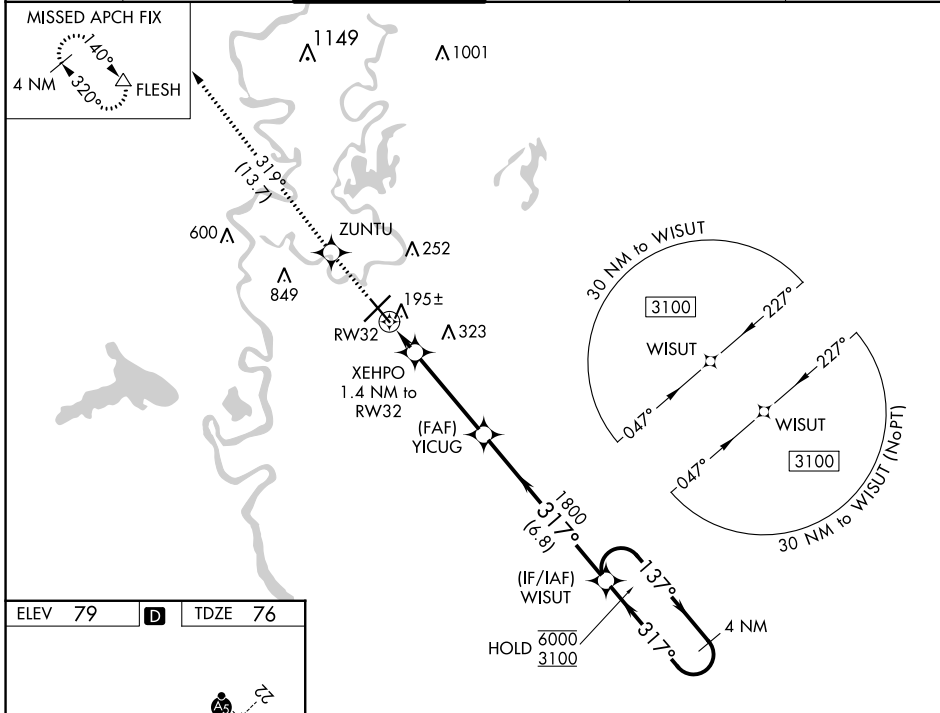 MISSED APCH FIX
140°
4 NM
320°
FLESH
1149
1001
319°
(13.7)
600
ZUNTU
252
849
195±
RW32
323
XEHPO
1.4 NM to
RW32
(FAF)
YICUG
1800
317°
(6.8)
(IF/IAF)
WISUT
137°
317°
4 NM
HOLD 6000
3100
30 NM to WISUT
3100
227°
WISUT
047°
227°
WISUT
047°
3100
30 NM to WISUT (NoPT)
ELEV 79
D
TDZE 76
A5
22